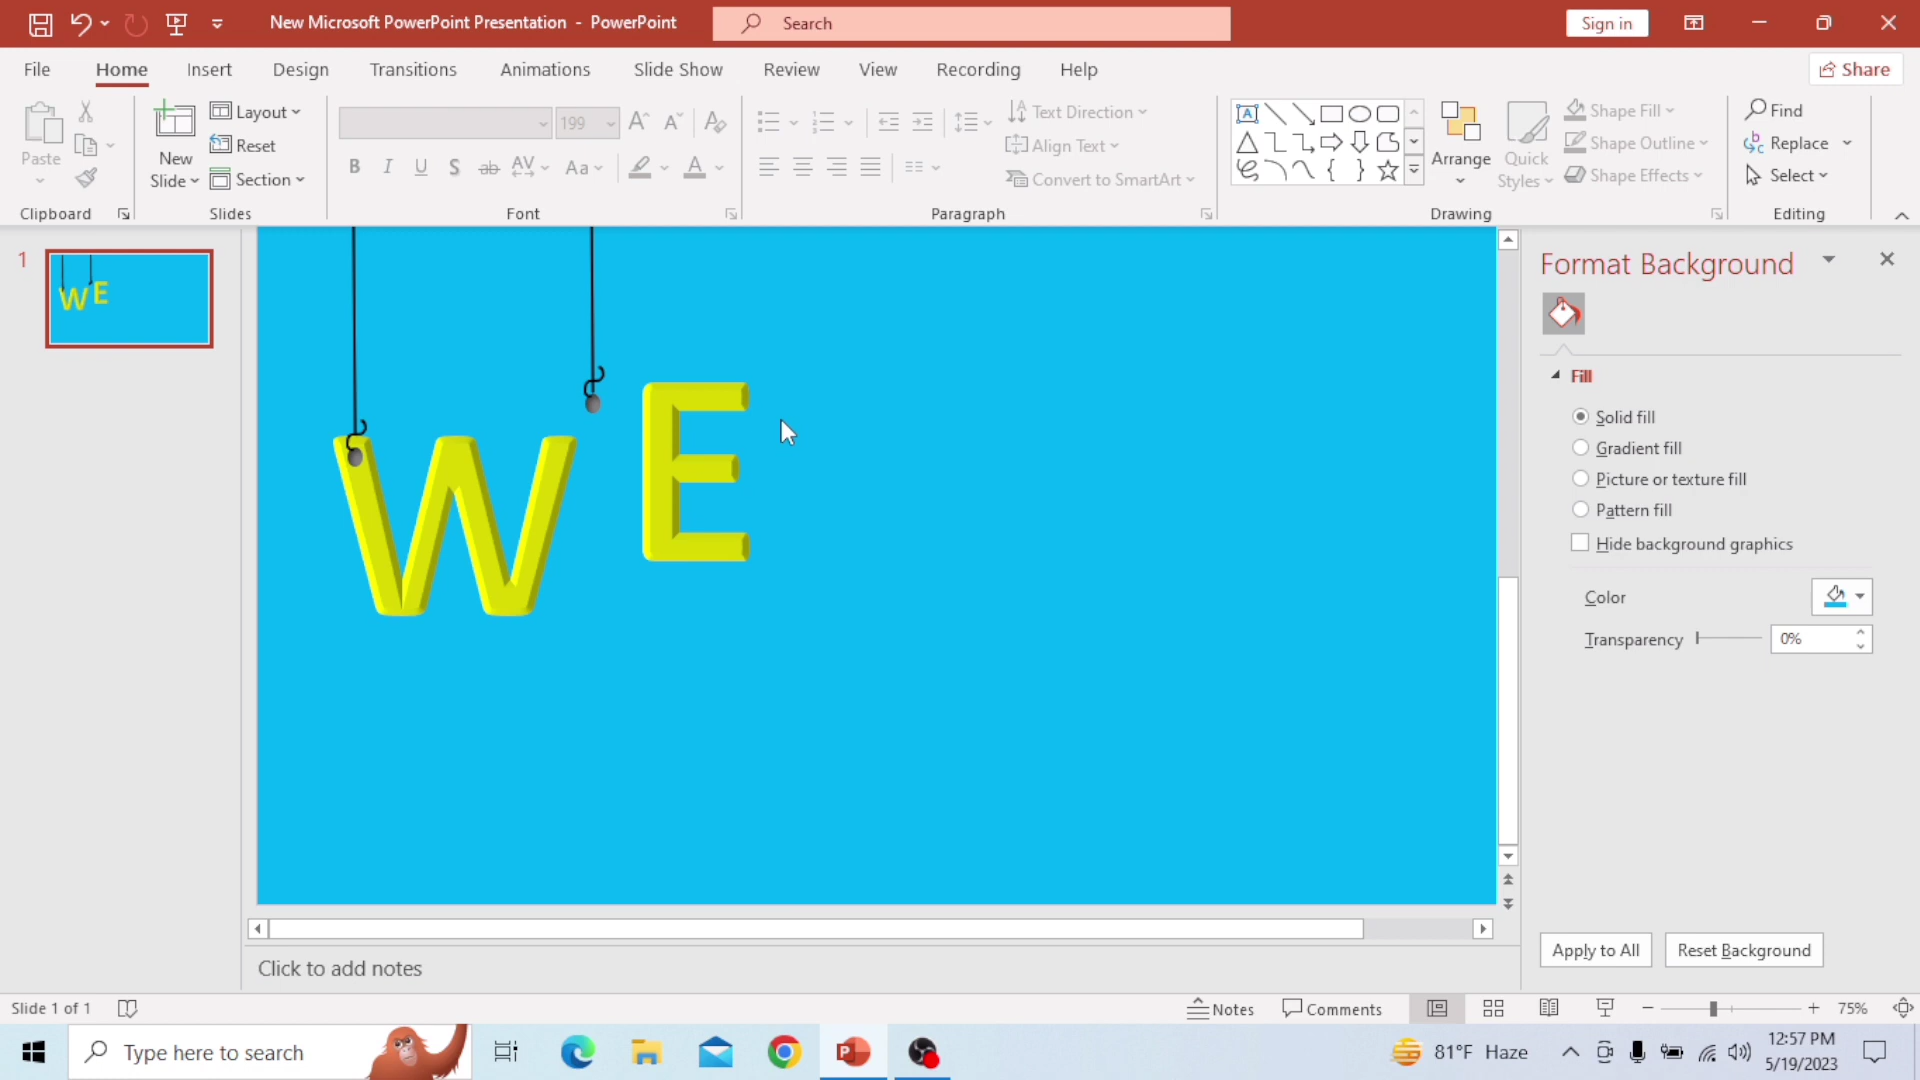 New Microsoft PowerPoint Presentation - PowerPoint
Search
Sign in
File Home Insert Design Transitions Animations Slide Show Review View Recording Help
Share
Paste
New Slide
Layout
Reset
Section
199
B I U S ab AV Aa A
Text Direction
Align Text
Convert to SmartArt
Arrange
Quick Styles
Shape Fill
Shape Outline
Shape Effects
Find
Replace
Select
Clipboard Slides Font Paragraph Drawing Editing
1
W E
W E
Format Background
Fill
Solid fill
Gradient fill
Picture or texture fill
Pattern fill
Hide background graphics
Color
Transparency 0%
Apply to All Reset Background
Click to add notes
Slide 1 of 1
Notes Comments 75%
Type here to search
81°F Haze
12:57 PM
5/19/2023